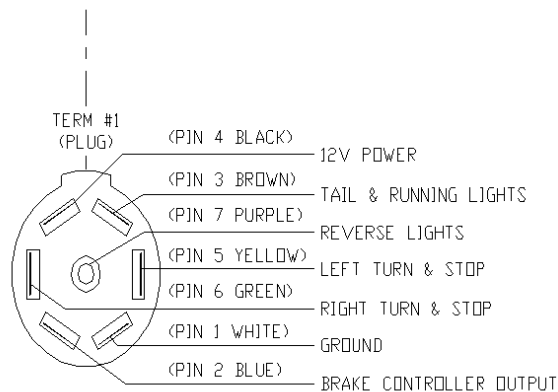 TERM #1
(PLUG)
(PIN 4 BLACK)
12V POWER
(PIN 3 BROWN)
TAIL & RUNNING LIGHTS
(PIN 7 PURPLE)
REVERSE LIGHTS
(PIN 5 YELLOW)
LEFT TURN & STOP
(PIN 6 GREEN)
RIGHT TURN & STOP
(PIN 1 WHITE)
GROUND
(PIN 2 BLUE)
BRAKE CONTROLLER OUTPUT